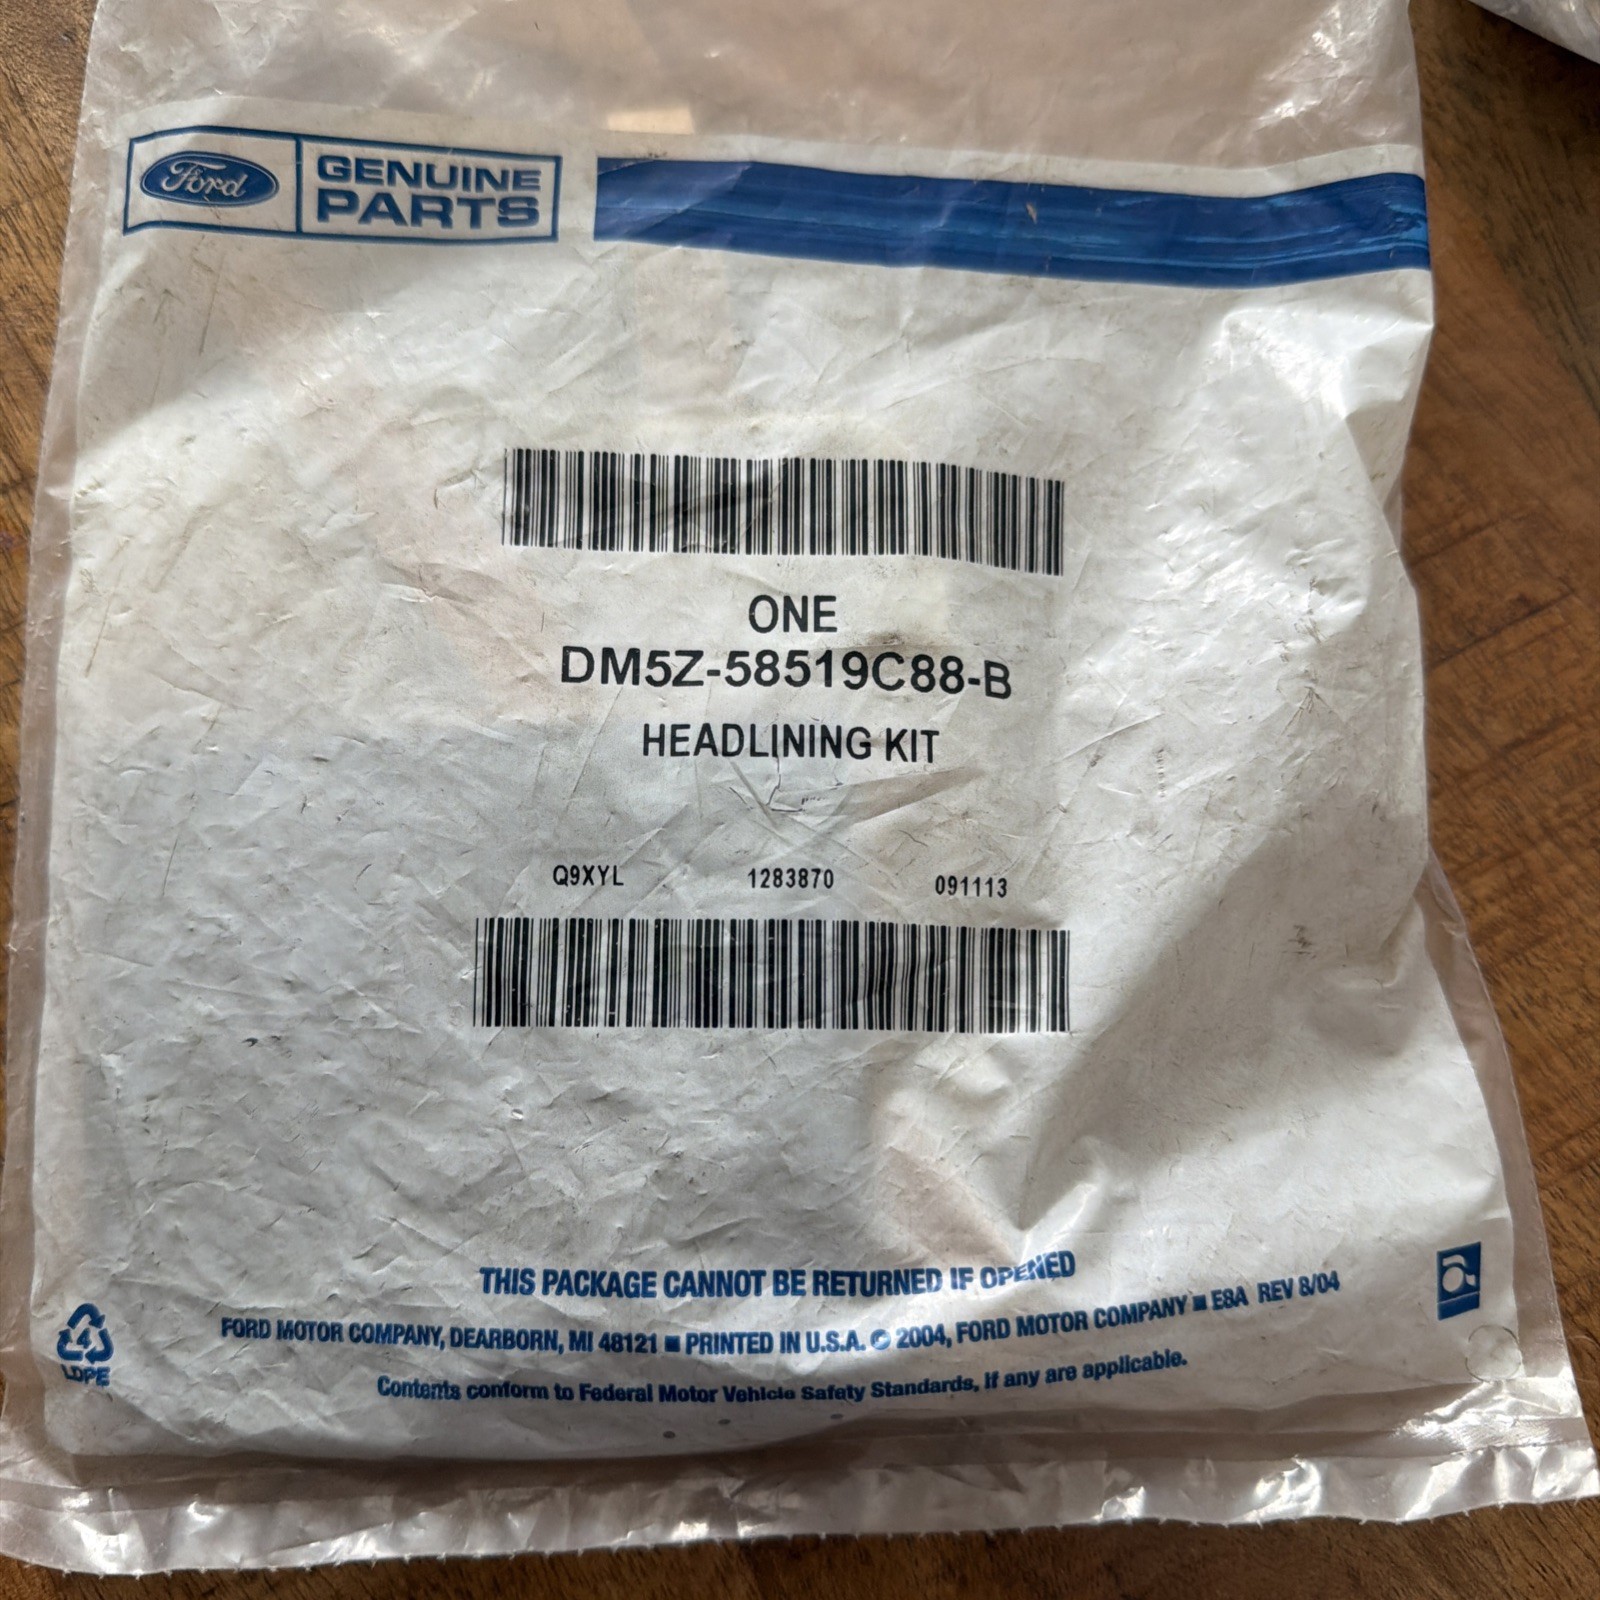 Ford
GENUINE
PARTS
ONE
DM5Z-58519C88-B
HEADLINING KIT
Q9XYL 1283870 091113
THIS PACKAGE CANNOT BE RETURNED IF OPENED
FORD MOTOR COMPANY, DEARBORN, MI 48121 ■ PRINTED IN U.S.A. © 2004, FORD MOTOR COMPANY ■ E8A REV 8/04
Contents conform to Federal Motor Vehicle Safety Standards, if any are applicable.
4
LDPE